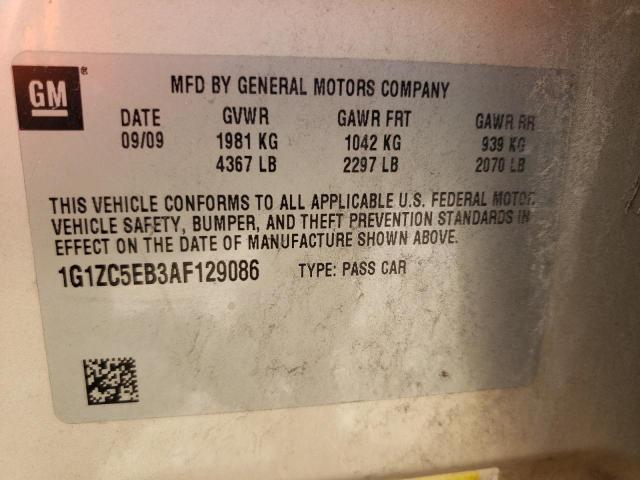 GM ®
MFD BY GENERAL MOTORS COMPANY
DATE GVWR GAWR FRT GAWR RR
09/09 1981 KG 1042 KG 939 KG
4367 LB 2297 LB 2070 LB
THIS VEHICLE CONFORMS TO ALL APPLICABLE U.S. FEDERAL MOTOR
VEHICLE SAFETY, BUMPER, AND THEFT PREVENTION STANDARDS IN
EFFECT ON THE DATE OF MANUFACTURE SHOWN ABOVE.
1G1ZC5EB3AF129086 TYPE: PASS CAR